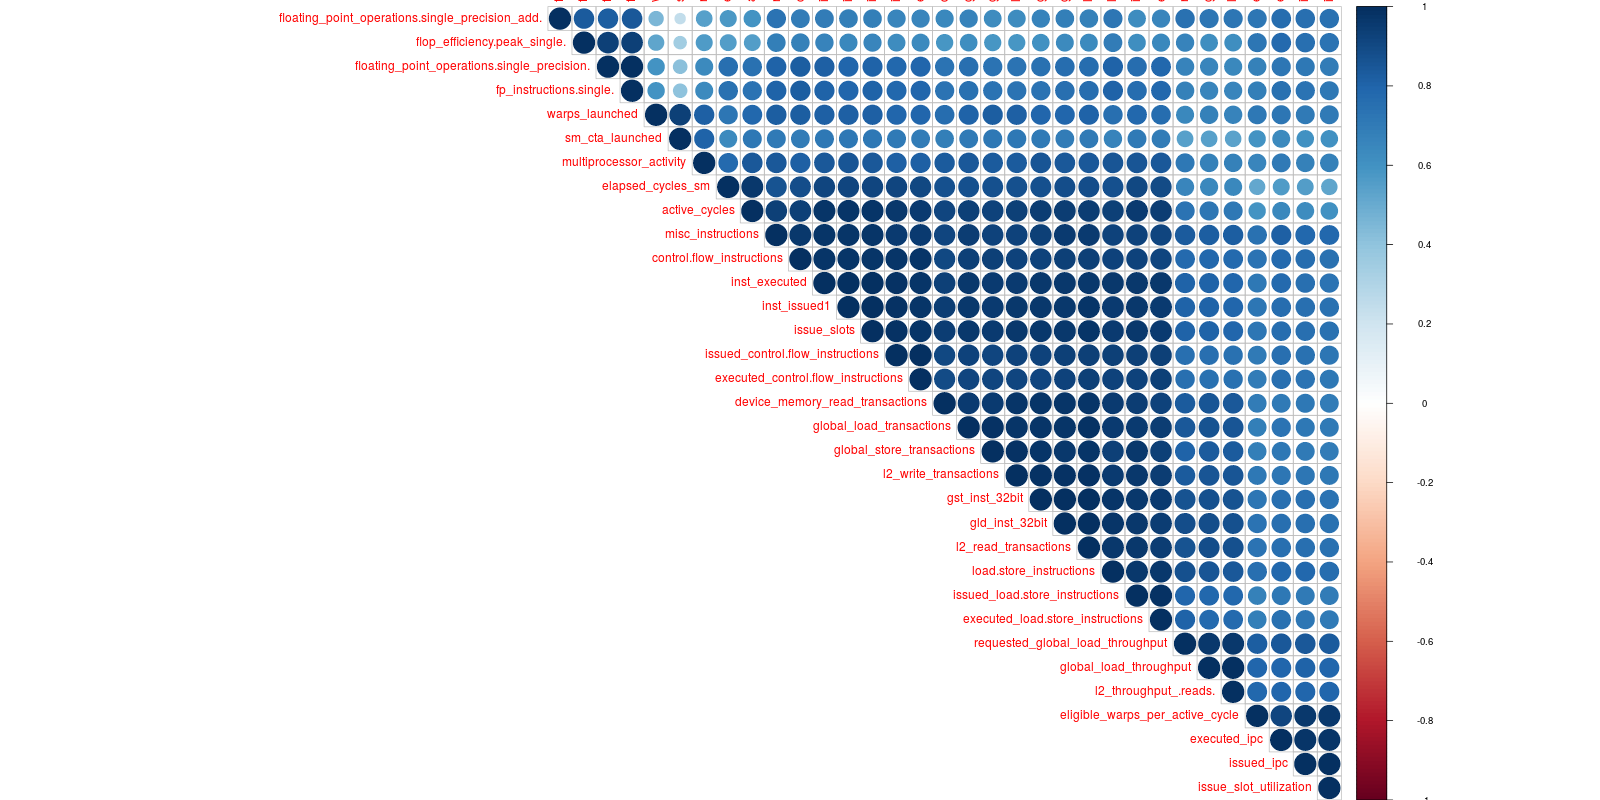 floating_point_operations.single_precision_add.
flop_efficiency.peak_single.
floating_point_operations.single_precision.
fp_instructions.single.
warps_launched
sm_cta_launched
multiprocessor_activity
elapsed_cycles_sm
active_cycles
misc_instructions
control.flow_instructions
inst_executed
inst_issued1
issue_slots
issued_control.flow_instructions
executed_control.flow_instructions
device_memory_read_transactions
global_load_transactions
global_store_transactions
l2_write_transactions
gst_inst_32bit
gld_inst_32bit
l2_read_transactions
load.store_instructions
issued_load.store_instructions
executed_load.store_instructions
requested_global_load_throughput
global_load_throughput
l2_throughput_.reads.
eligible_warps_per_active_cycle
executed_ipc
issued_ipc
issue_slot_utilization
1
0.8
0.6
0.4
0.2
0
-0.2
-0.4
-0.6
-0.8